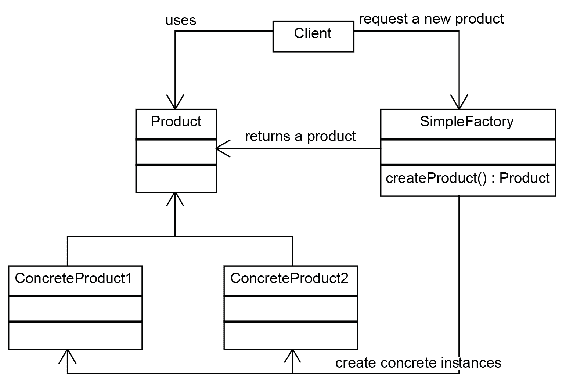 uses
Client
request a new product
Product
SimpleFactory
returns a product
createProduct() : Product
ConcreteProduct1
ConcreteProduct2
create concrete instances